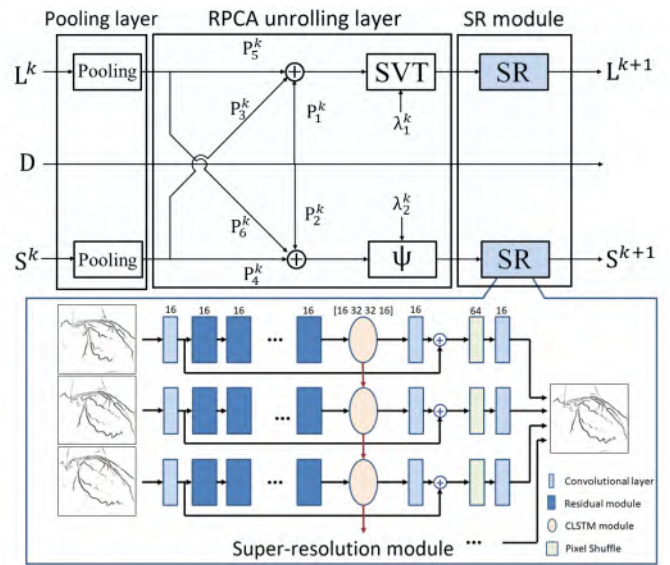 Pooling layer RPCA unrolling layer SR module
L^k Pooling P_5^k SVT SR L^{k+1}
P_3^k P_1^k λ_1^k
D
P_6^k P_2^k λ_2^k
S^k Pooling P_4^k Ψ SR S^{k+1}
16 16 16 16 [16 32 32 16] 16 64 16
...
...
...
Convolutional layer
Residual module
CLSTM module
Pixel Shuffle
Super-resolution module ...